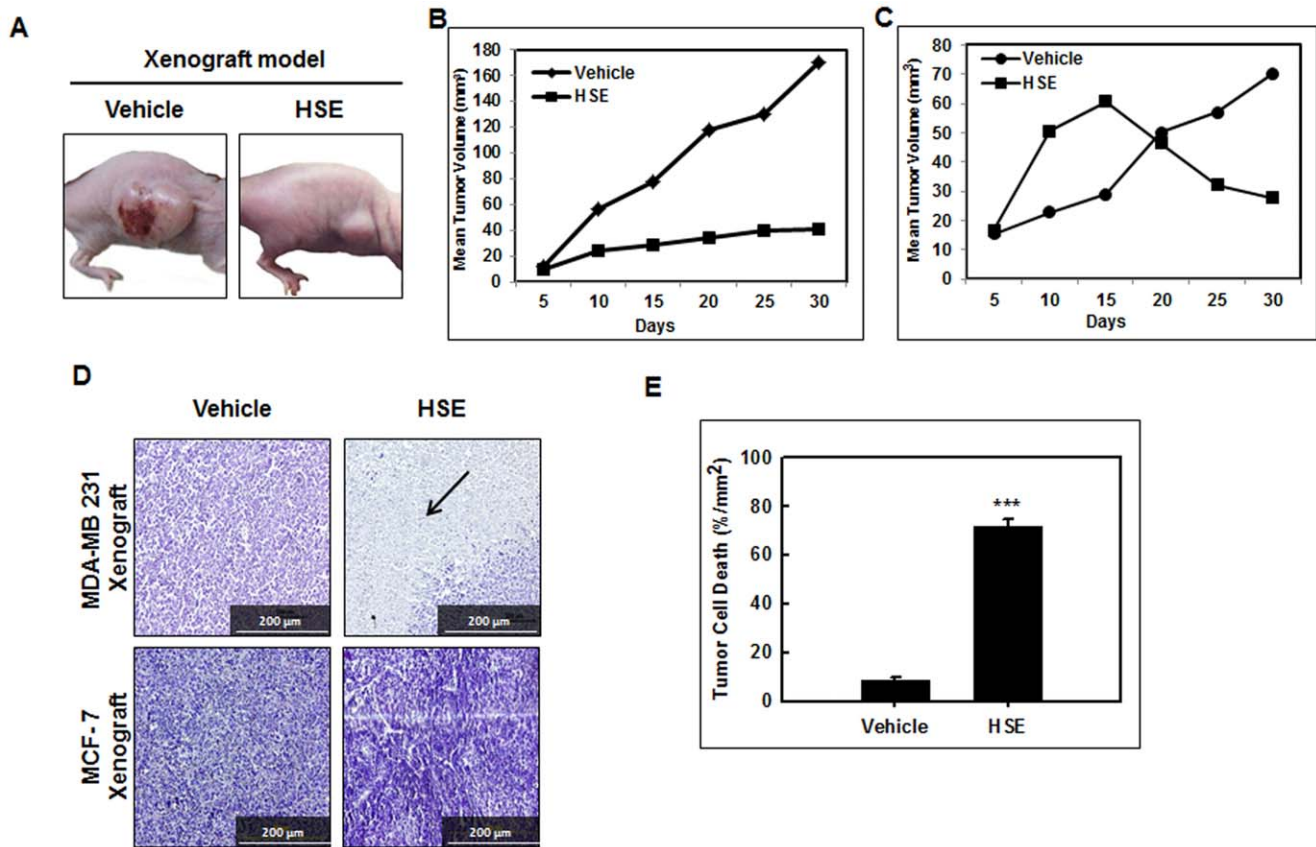 A
Xenograft model
Vehicle HSE
B
Mean Tumor Volume (mm³)
180
160
140
120
100
80
60
40
20
0
Vehicle
HSE
5 10 15 20 25 30
Days
C
Mean Tumor Volume (mm³)
80
70
60
50
40
30
20
10
0
Vehicle
HSE
5 10 15 20 25 30
Days
D
Vehicle HSE
MDA-MB 231
Xenograft
200 µm 200 µm
MCF- 7
Xenograft
200 µm 200 µm
E
Tumor Cell Death (%/mm²)
100
80
60
40
20
0
***
Vehicle HSE